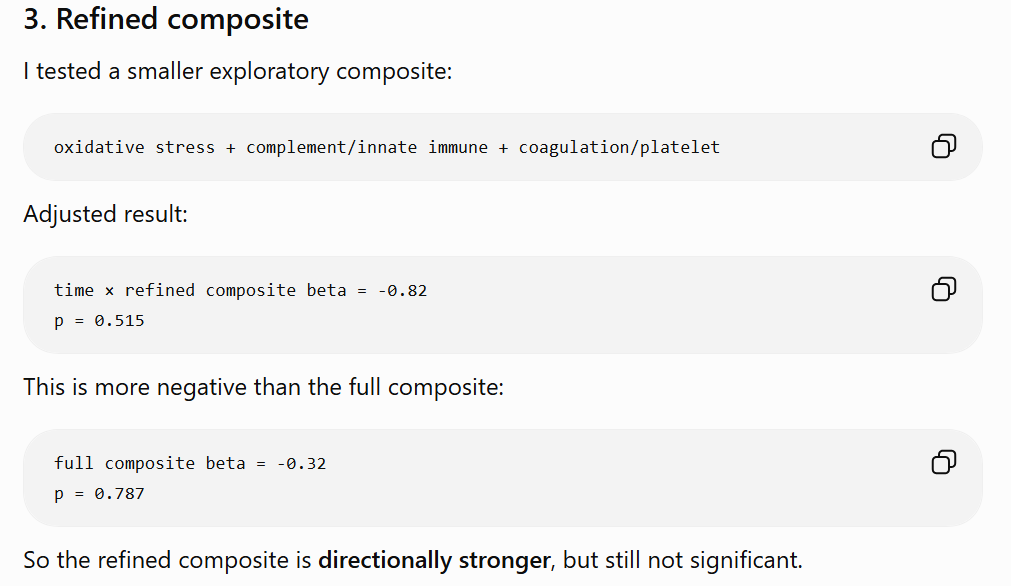 3. Refined composite
I tested a smaller exploratory composite:
oxidative stress + complement/innate immune + coagulation/platelet
Adjusted result:
time × refined composite beta = -0.82
p = 0.515
This is more negative than the full composite:
full composite beta = -0.32
p = 0.787
So the refined composite is directionally stronger, but still not significant.